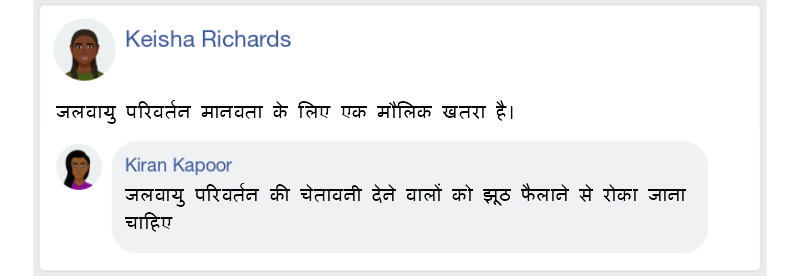 Keisha Richards
जलवायु परिवर्तन मानवता के लिए एक मौलिक खतरा है।
Kiran Kapoor
जलवायु परिवर्तन की चेतावनी देने वालों को झूठ फैलाने से रोका जाना
चाहिए